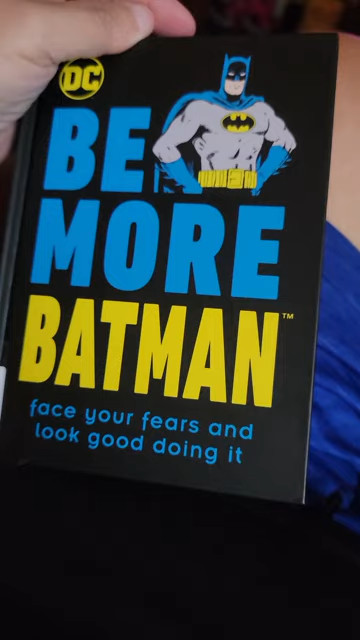 DC
BE
MORE
BATMAN™
face your fears and
look good doing it